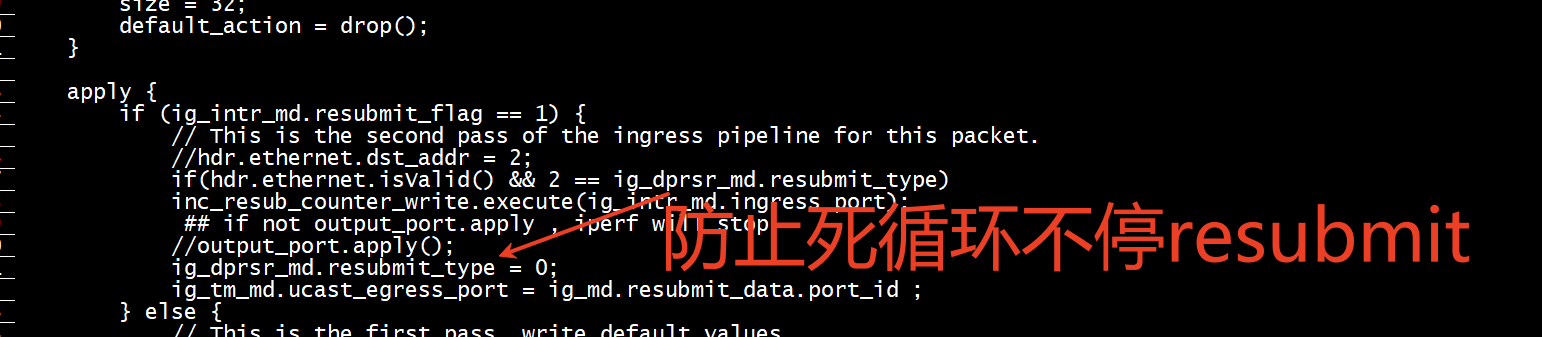 size = 32;
default_action = drop();
}
apply {
if (ig_intr_md.resubmit_flag == 1) {
// This is the second pass of the ingress pipeline for this packet.
//hdr.ethernet.dst_addr = 2;
if(hdr.ethernet.isValid() && 2 == ig_dprsr_md.resubmit_type)
inc_resub_counter_write.execute(ig_intr_md.ingress_port);
## if not output_port.apply , iperf will stop
防止死循环不停resubmit
//output_port.apply();
ig_dprsr_md.resubmit_type = 0;
ig_tm_md.ucast_egress_port = ig_md.resubmit_data.port_id ;
} else {
// This is the first pass, write default values